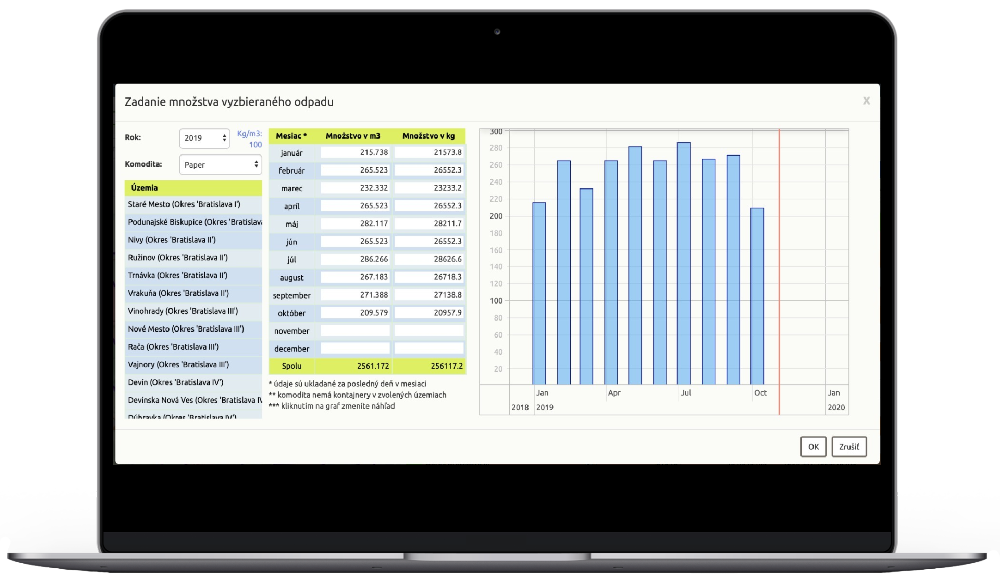 Zadanie množstva vyzbieraného odpadu
X
Rok:
2019
Kg/m3:
100
Komodita:
Paper
Územia
Staré Mesto (Okres 'Bratislava I')
Podunajské Biskupice (Okres 'Bratislava
Nivy (Okres 'Bratislava II')
Ružinov (Okres 'Bratislava II')
Trnávka (Okres 'Bratislava II')
Vrakuňa (Okres 'Bratislava II')
Vinohrady (Okres 'Bratislava III')
Nové Mesto (Okres 'Bratislava III')
Rača (Okres 'Bratislava III')
Vajnory (Okres 'Bratislava III')
Devín (Okres 'Bratislava IV')
Devínska Nová Ves (Okres 'Bratislava IV
Dúbravka (Okres 'Bratislava IV')
Mesiac * Množstvo v m3 Množstvo v kg
január 215.738 21573.8
február 265.523 26552.3
marec 232.332 23233.2
apríl 265.523 26552.3
máj 282.117 28211.7
jún 265.523 26552.3
júl 286.266 28626.6
august 267.183 26718.3
september 271.388 27138.8
október 209.579 20957.9
november
december
Spolu 2561.172 256117.2
* údaje sú ukladané za posledný deň v mesiaci
** komodita nemá kontajnery v zvolených územiach
*** kliknutím na graf zmeníte náhľad
300
280
260
240
220
200
180
160
140
120
100
80
60
40
20
Jan Apr Jul Oct Jan
2018 2019 2020
OK Zrušiť